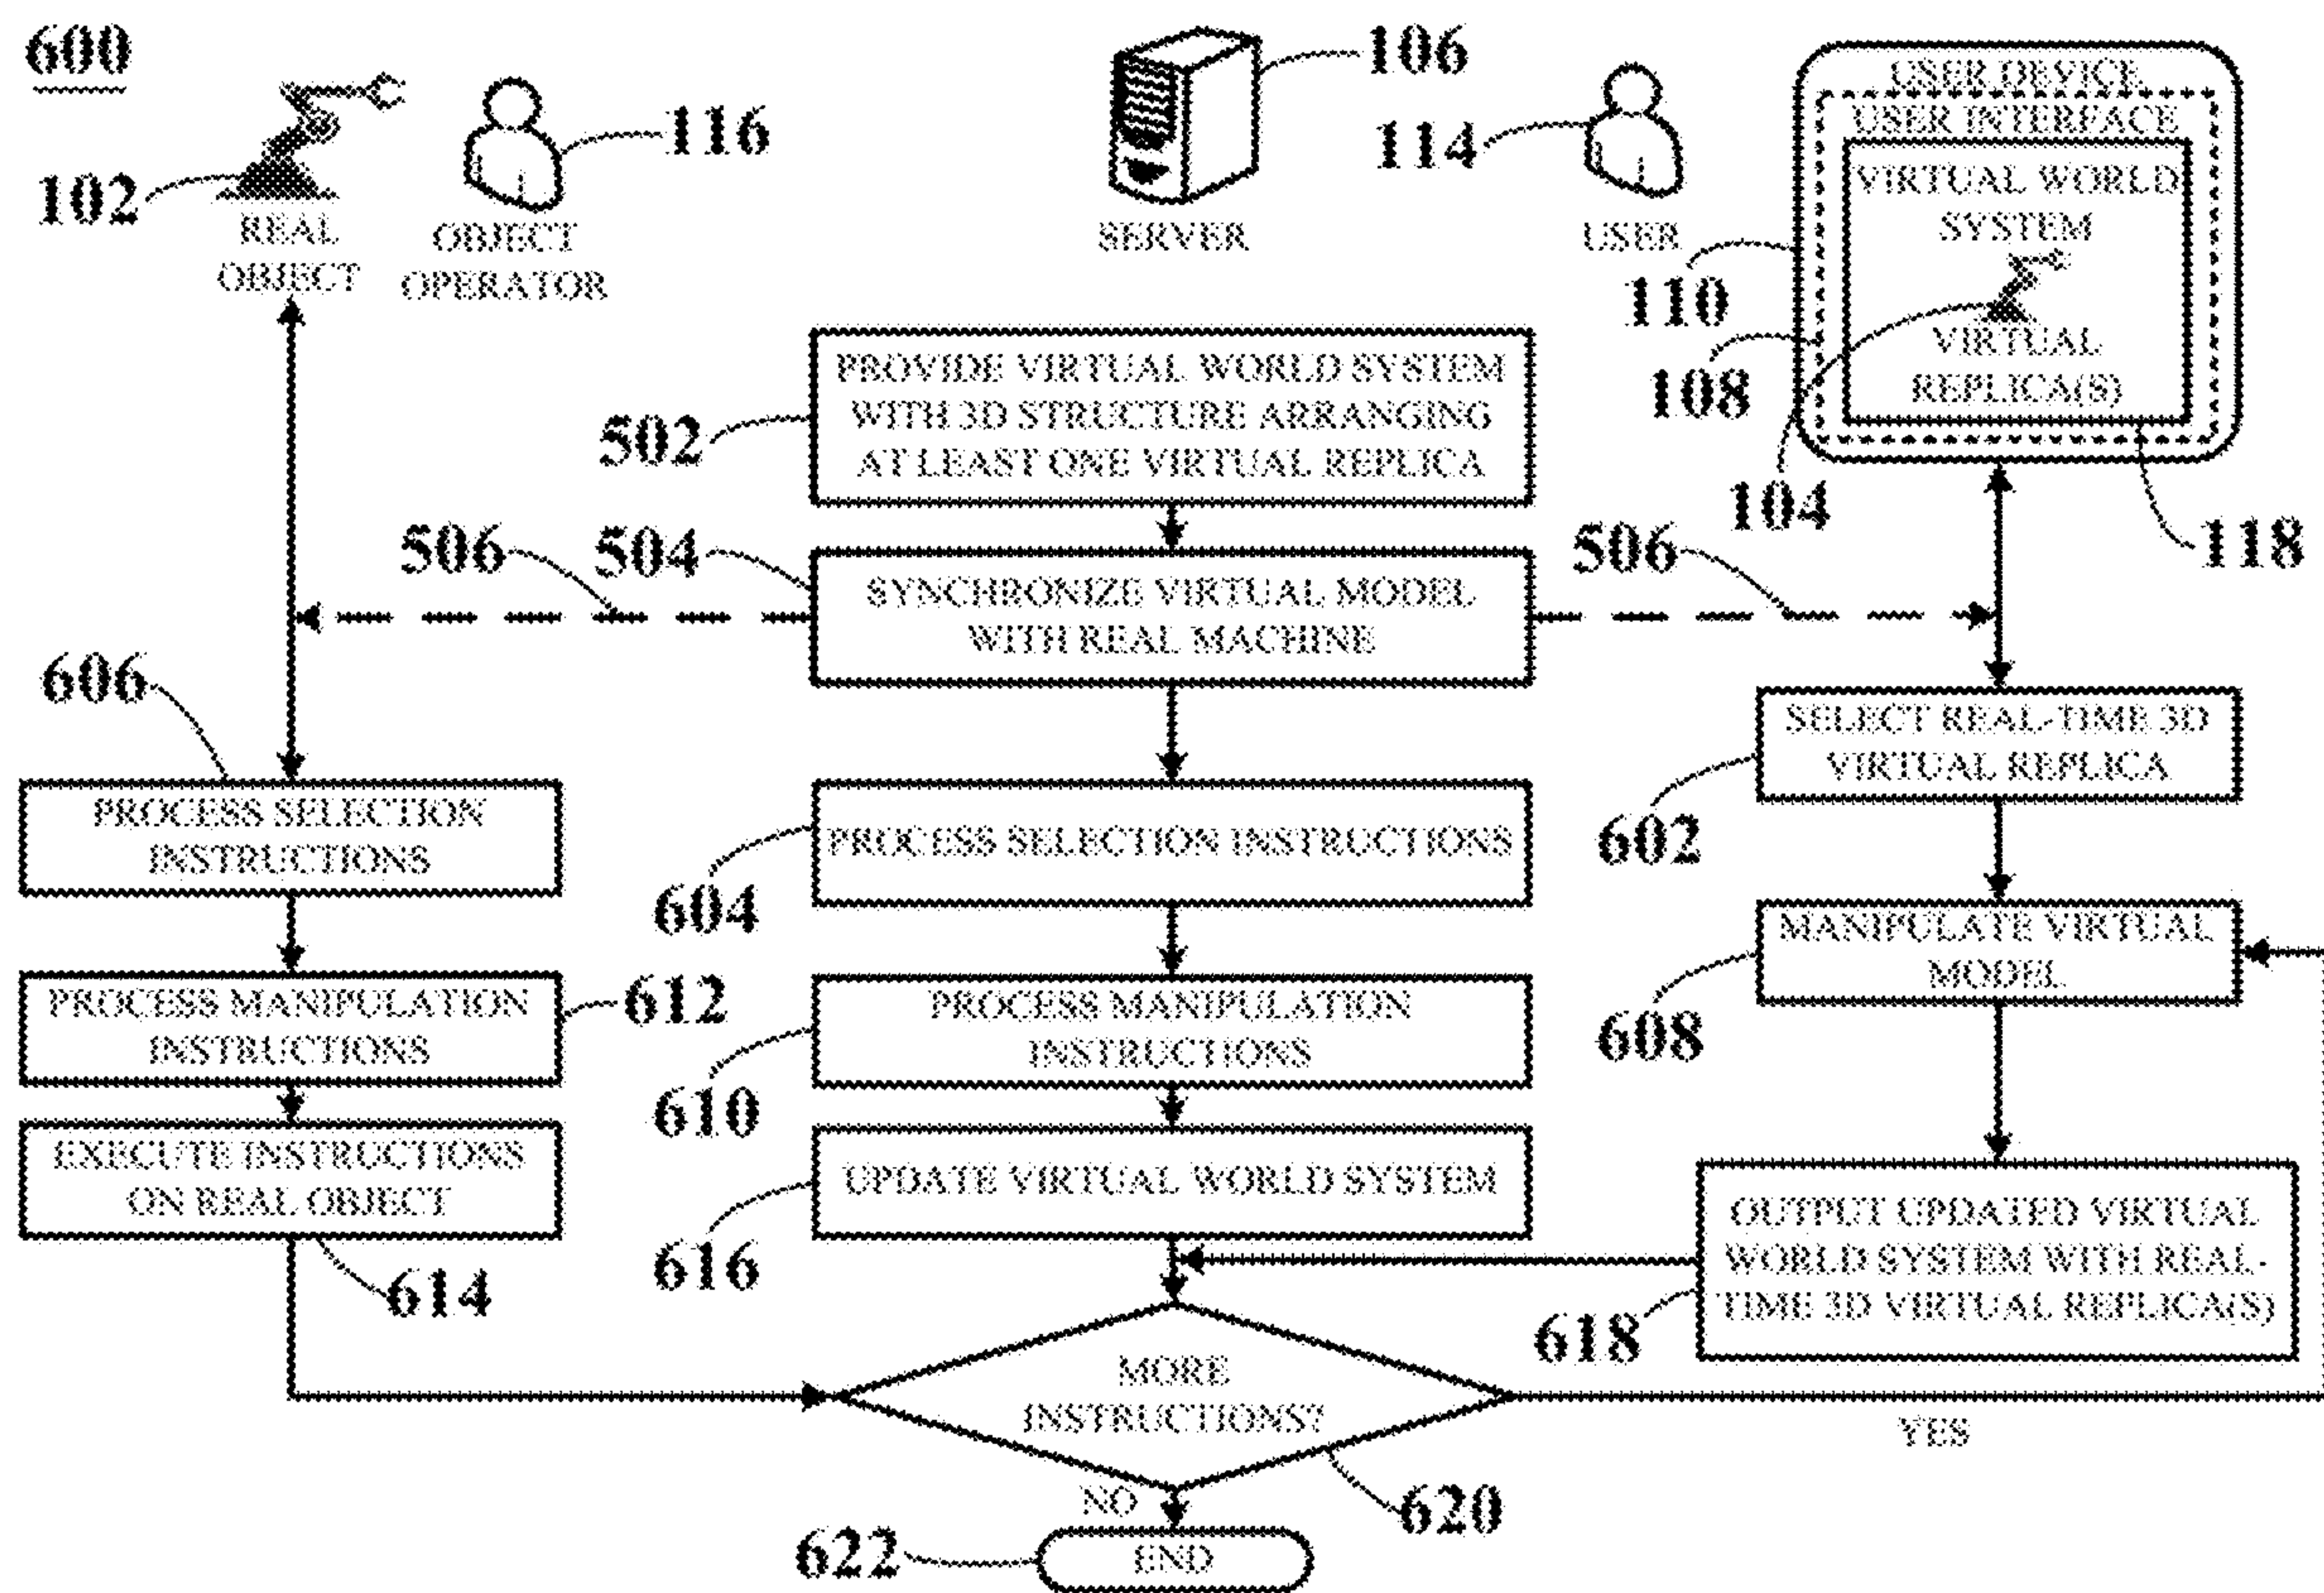 600
102
REAL
OBJECT
116
OBJECT
OPERATOR
106
SERVER
114
USER
USER DEVICE
USER INTERFACE
VIRTUAL WORLD
SYSTEM
VIRTUAL
REPLICA(S)
110
108
104
118
502
PROVIDE VIRTUAL WORLD SYSTEM
WITH 3D STRUCTURE ARRANGING
AT LEAST ONE VIRTUAL REPLICA
506
504
SYNCHRONIZE VIRTUAL MODEL
WITH REAL MACHINE
506
606
PROCESS SELECTION
INSTRUCTIONS
604
PROCESS SELECTION INSTRUCTIONS
602
SELECT REAL-TIME 3D
VIRTUAL REPLICA
612
PROCESS MANIPULATION
INSTRUCTIONS
610
PROCESS MANIPULATION
INSTRUCTIONS
608
MANIPULATE VIRTUAL
MODEL
614
EXECUTE INSTRUCTIONS
ON REAL OBJECT
616
UPDATE VIRTUAL WORLD SYSTEM
618
OUTPUT UPDATED VIRTUAL
WORLD SYSTEM WITH REAL-
TIME 3D VIRTUAL REPLICA(S)
MORE
INSTRUCTIONS?
YES
620
NO
622
END